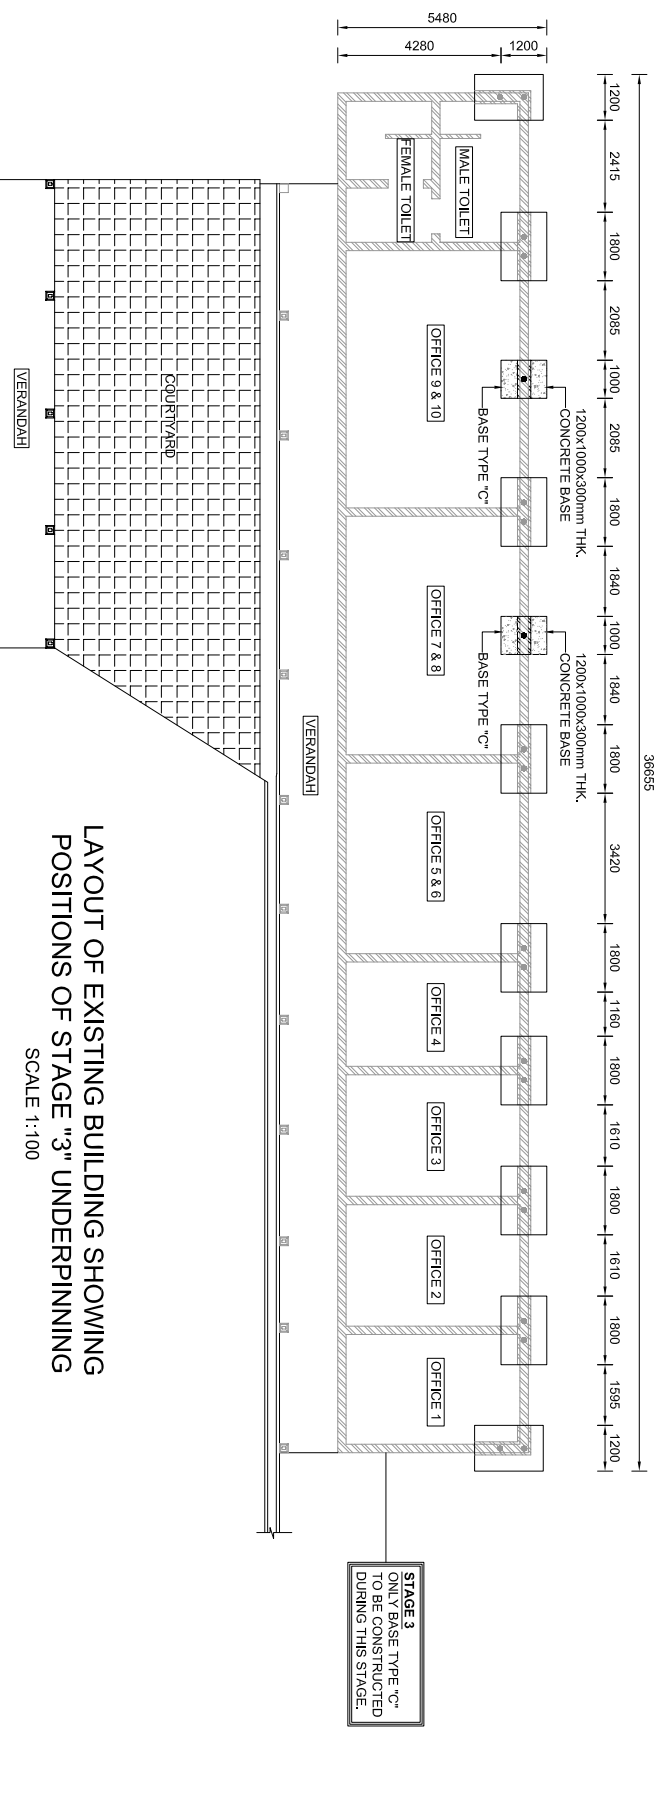 5480
4280
1200
36655
1200
2415
1800
2085
1000
2085
1800
1840
1000
1840
1800
3420
1800
1160
1800
1610
1800
1610
1800
1595
1200
1200x1000x300mm THK.
CONCRETE BASE
BASE TYPE "C"
1200x1000x300mm THK.
CONCRETE BASE
BASE TYPE "C"
MALE TOILET
FEMALE TOILET
OFFICE 9 & 10
OFFICE 7 & 8
OFFICE 5 & 6
OFFICE 4
OFFICE 3
OFFICE 2
OFFICE 1
VERANDAH
COURTYARD
VERANDAH
STAGE 3
ONLY BASE TYPE "C"
TO BE CONSTRUCTED
DURING THIS STAGE.
LAYOUT OF EXISTING BUILDING SHOWING
POSITIONS OF STAGE "3" UNDERPINNING
SCALE 1:100